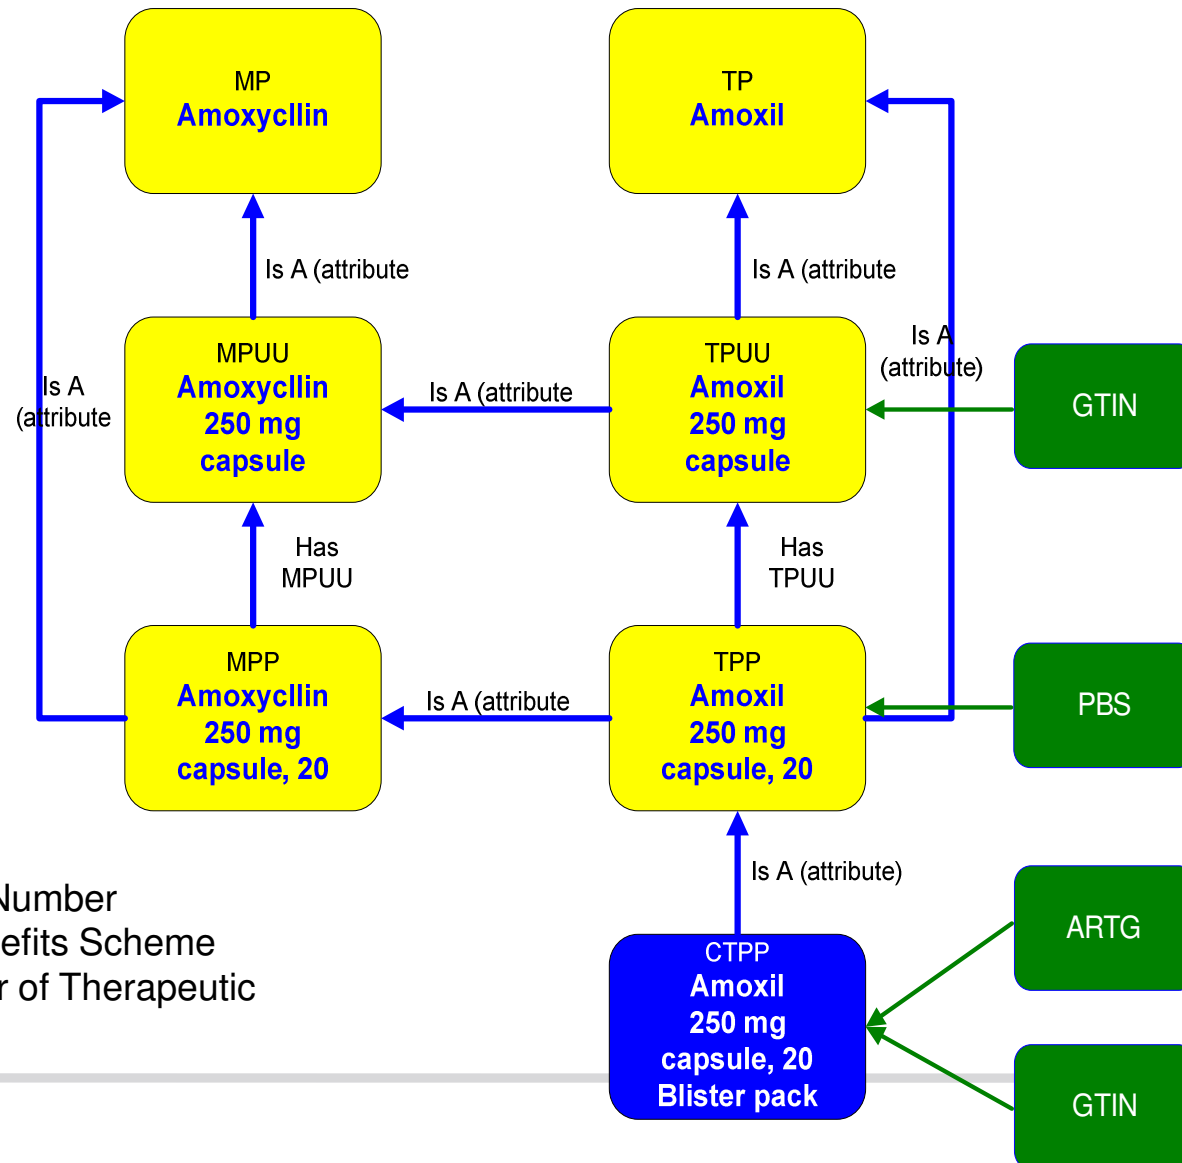 MP
Amoxycllin
TP
Amoxil
Is A (attribute
Is A (attribute
MPUU
Amoxycllin
250 mg
capsule
Is A (attribute
TPUU
Amoxil
250 mg
capsule
Is A
(attribute)
GTIN
Is A
(attribute
Has
MPUU
Has
TPUU
MPP
Amoxycllin
250 mg
capsule, 20
Is A (attribute
TPP
Amoxil
250 mg
capsule, 20
PBS
Is A (attribute)
Number
efits Scheme
r of Therapeutic
CTPP
Amoxil
250 mg
capsule, 20
Blister pack
ARTG
GTIN